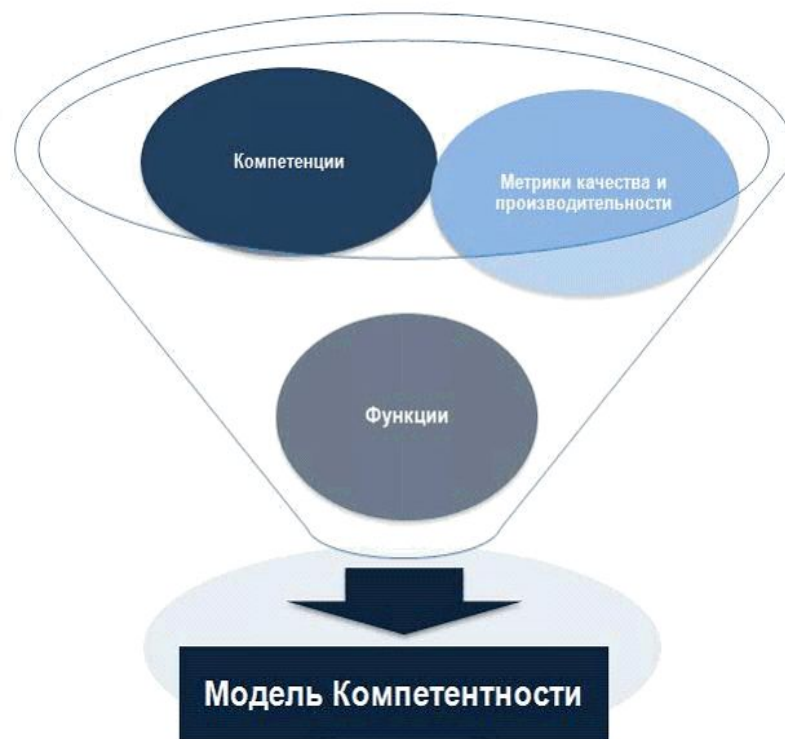 Компетенции
Метрики качества и
производительности
Функции
Модель Компетентности